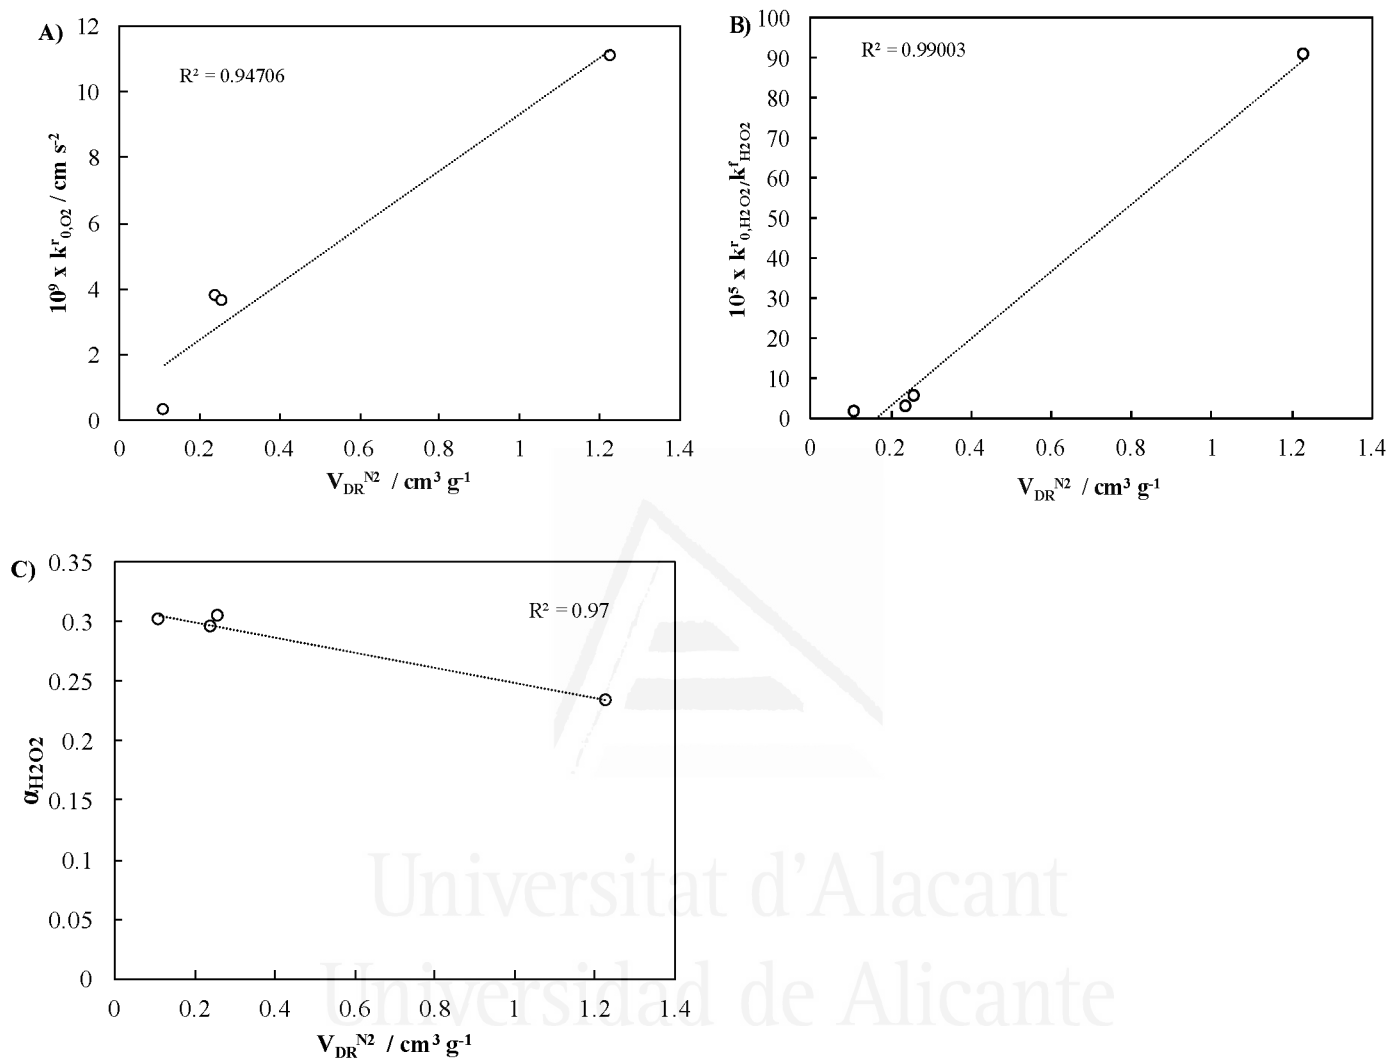 A)
R² = 0.94706
10⁹ x kʳ₀,O2 / cm s⁻²
12
10
8
6
4
2
0
0 0.2 0.4 0.6 0.8 1 1.2 1.4
V_DR^N2 / cm³ g⁻¹
B)
R² = 0.99003
10⁵ x kʳ₀,H2O2/kᶠH2O2
100
90
80
70
60
50
40
30
20
10
0
0 0.2 0.4 0.6 0.8 1 1.2 1.4
V_DR^N2 / cm³ g⁻¹
C)
R² = 0.97
αH2O2
0.35
0.3
0.25
0.2
0.15
0.1
0.05
0
0 0.2 0.4 0.6 0.8 1 1.2 1.4
V_DR^N2 / cm³ g⁻¹
Universitat d'Alacant
Universidad de Alicante